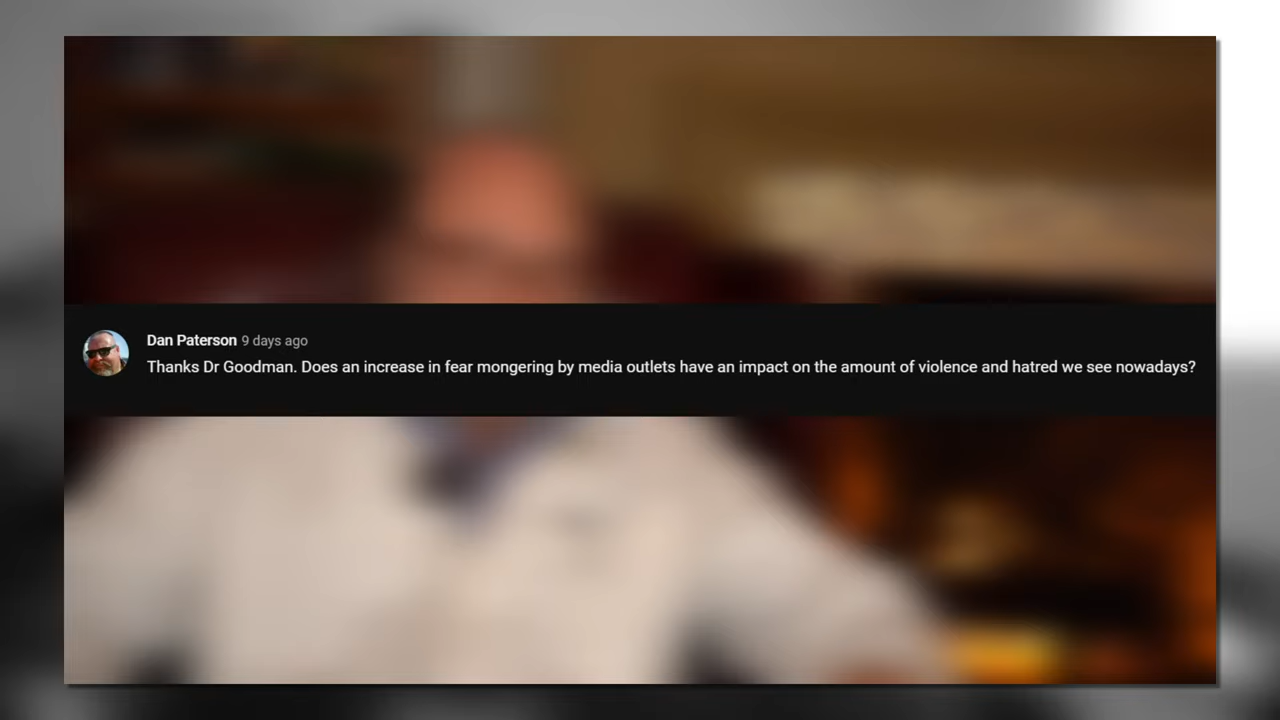 Dan Paterson 9 days ago
Thanks Dr Goodman. Does an increase in fear mongering by media outlets have an impact on the amount of violence and hatred we see nowadays?